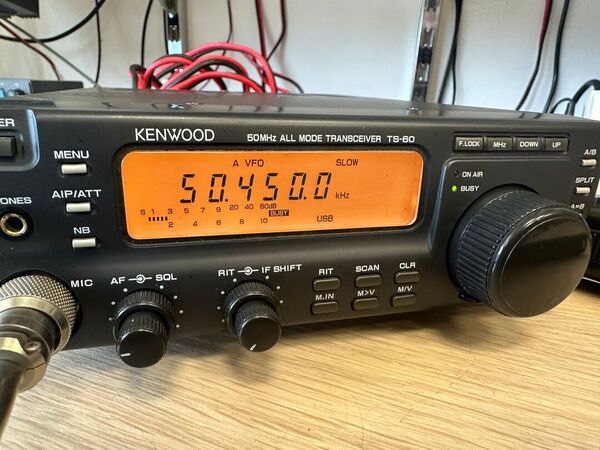 KENWOOD 50MHz ALL MODE TRANSCEIVER TS-60
F.LOCK MHz DOWN UP
A/B
MENU
A VFO SLOW
ON AIR
BUSY
SPLIT
AIP/ATT
50.450.0 kHz
A=B
S 1 3 5 7 9 20 40 60dB
BUSY
2 4 6 8 10
USB
NB
MIC
AF SQL
RIT IF SHIFT
RIT SCAN CLR
M.IN M>V M/V